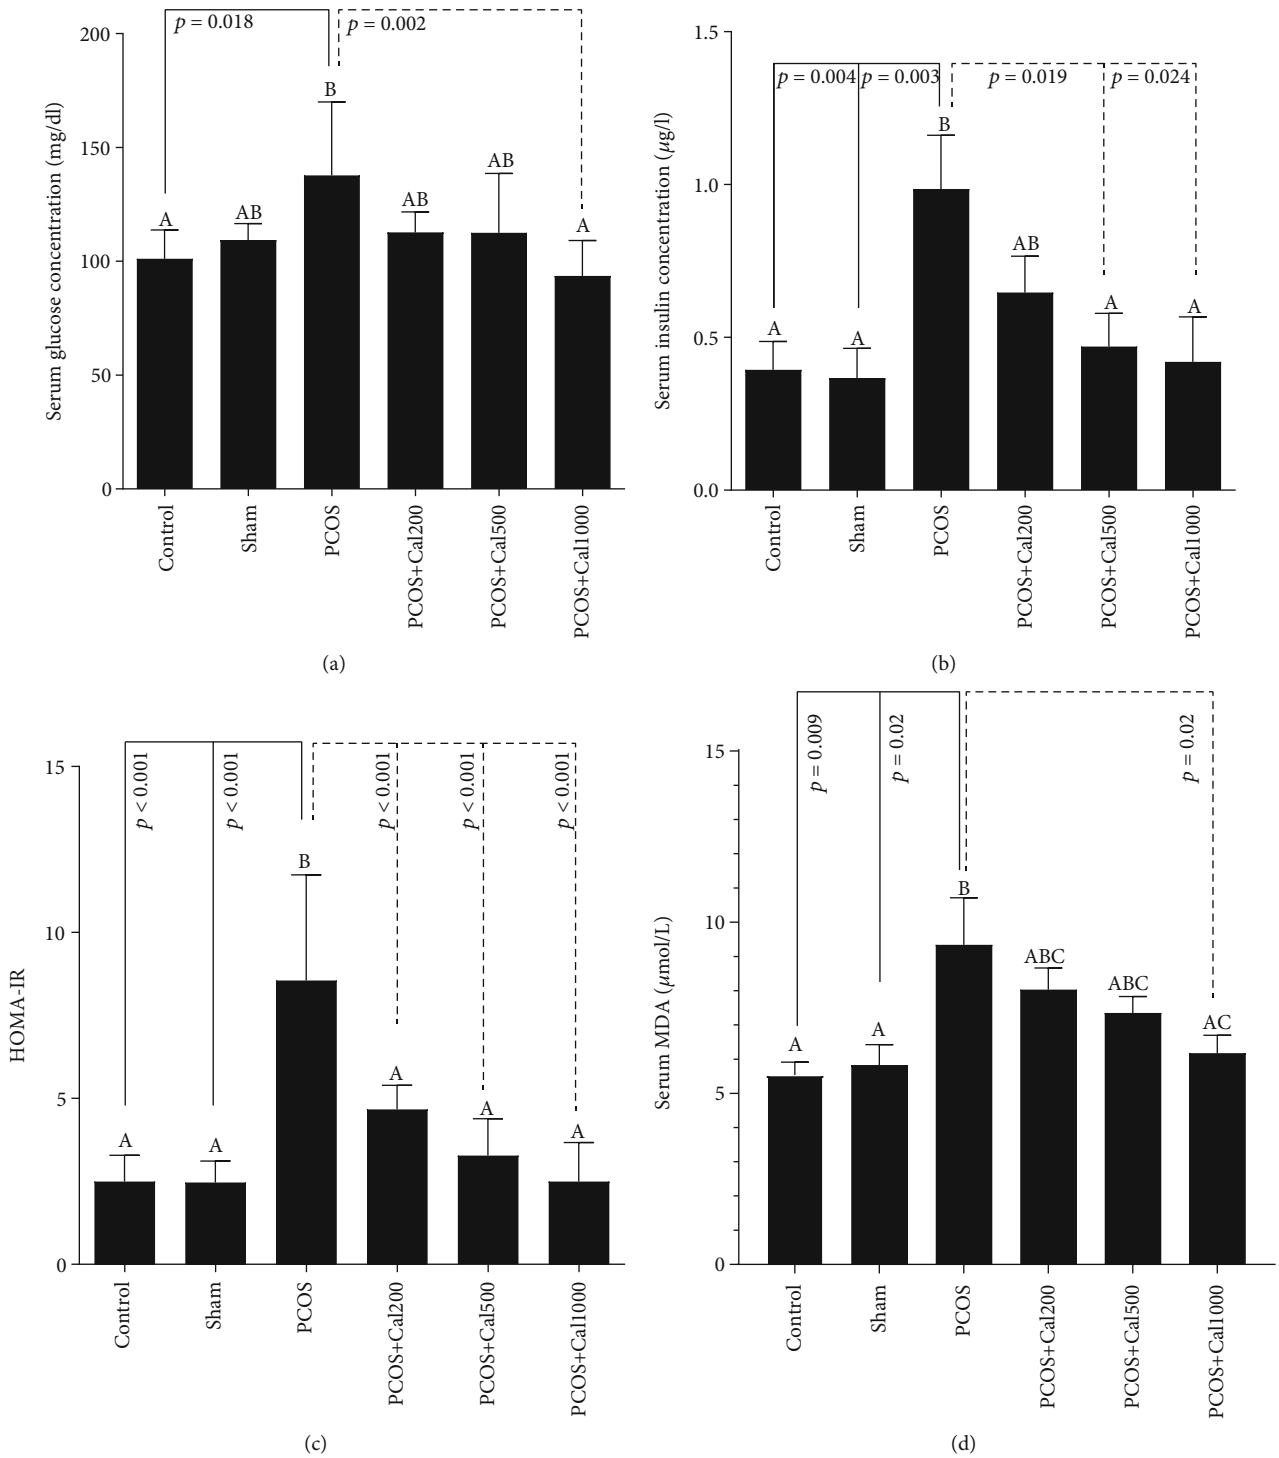 p = 0.018
p = 0.002
200
150
100
50
0
Serum glucose concentration (mg/dl)
A
AB
B
AB
AB
A
Control
Sham
PCOS
PCOS+Cal200
PCOS+Cal500
PCOS+Cal1000
(a)
1.5
1.0
0.5
0.0
Serum insulin concentration (μg/l)
p = 0.004
p = 0.003
p = 0.019
p = 0.024
A
A
B
AB
A
A
Control
Sham
PCOS
PCOS+Cal200
PCOS+Cal500
PCOS+Cal1000
(b)
15
10
5
0
HOMA-IR
p < 0.001
p < 0.001
p < 0.001
p < 0.001
p < 0.001
A
A
B
A
A
A
Control
Sham
PCOS
PCOS+Cal200
PCOS+Cal500
PCOS+Cal1000
(c)
15
10
5
0
Serum MDA (μmol/L)
p = 0.009
p = 0.02
p = 0.02
A
A
B
ABC
ABC
AC
Control
Sham
PCOS
PCOS+Cal200
PCOS+Cal500
PCOS+Cal1000
(d)